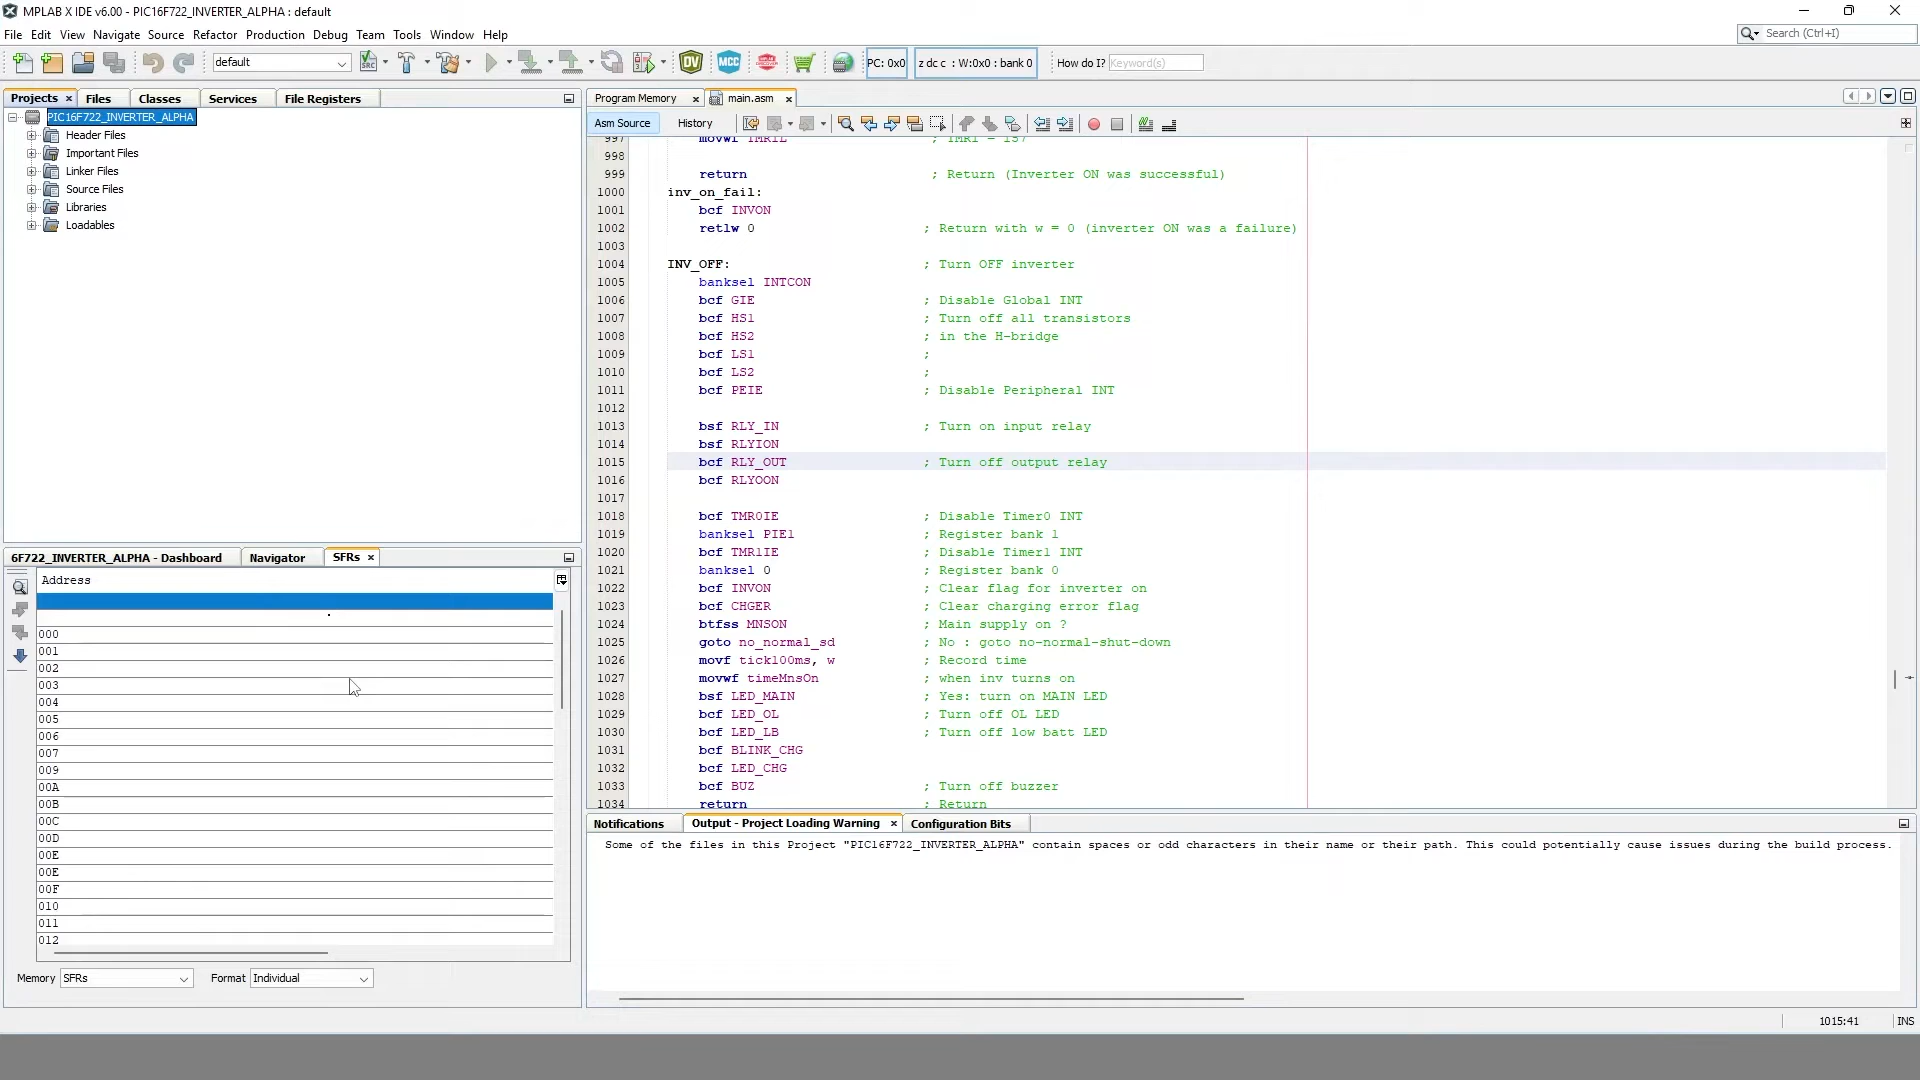 MPLAB X IDE v6.00 - PIC16F722_INVERTER_ALPHA : default
File Edit View Navigate Source Refactor Production Debug Team Tools Window Help
Search (Ctrl+I)
default
SRC
DV
MCC
PC: 0x0
z dc c : W:0x0 : bank 0
How do I? Keyword(s)
Projects Files Classes Services File Registers
PIC16F722_INVERTER_ALPHA
Header Files
Important Files
Linker Files
Source Files
Libraries
Loadables
6F722_INVERTER_ALPHA - Dashboard Navigator SFRs
Address
000
001
002
003
004
005
006
007
009
00A
00B
00C
00D
00E
00E
00F
010
011
012
Memory SFRs Format Individual
Program Memory main.asm
Asm Source History
997 movwf TMR1L ; TMR1 = 157
998
999 return ; Return (Inverter ON was successful)
1000 inv_on_fail:
1001 bcf INVON
1002 retlw 0 ; Return with w = 0 (inverter ON was a failure)
1003
1004 INV_OFF: ; Turn OFF inverter
1005 banksel INTCON
1006 bcf GIE ; Disable Global INT
1007 bcf HS1 ; Turn off all transistors
1008 bcf HS2 ; in the H-bridge
1009 bcf LS1 ;
1010 bcf LS2 ;
1011 bcf PEIE ; Disable Peripheral INT
1012
1013 bsf RLY_IN ; Turn on input relay
1014 bsf RLYION
1015 bcf RLY_OUT ; Turn off output relay
1016 bcf RLYOON
1017
1018 bcf TMR0IE ; Disable Timer0 INT
1019 banksel PIE1 ; Register bank 1
1020 bcf TMR1IE ; Disable Timer1 INT
1021 banksel 0 ; Register bank 0
1022 bcf INVON ; Clear flag for inverter on
1023 bcf CHGER ; Clear charging error flag
1024 btfss MNSON ; Main supply on ?
1025 goto no_normal_sd ; No : goto no-normal-shut-down
1026 movf tick100ms, w ; Record time
1027 movwf timeMnsOn ; when inv turns on
1028 bsf LED_MAIN ; Yes: turn on MAIN LED
1029 bcf LED_OL ; Turn off OL LED
1030 bcf LED_LB ; Turn off low batt LED
1031 bcf BLINK_CHG
1032 bcf LED_CHG
1033 bcf BUZ ; Turn off buzzer
1034 return ; Return
Notifications Output - Project Loading Warning Configuration Bits
Some of the files in this Project "PIC16F722_INVERTER_ALPHA" contain spaces or odd characters in their name or their path. This could potentially cause issues during the build process.
1015:41 INS